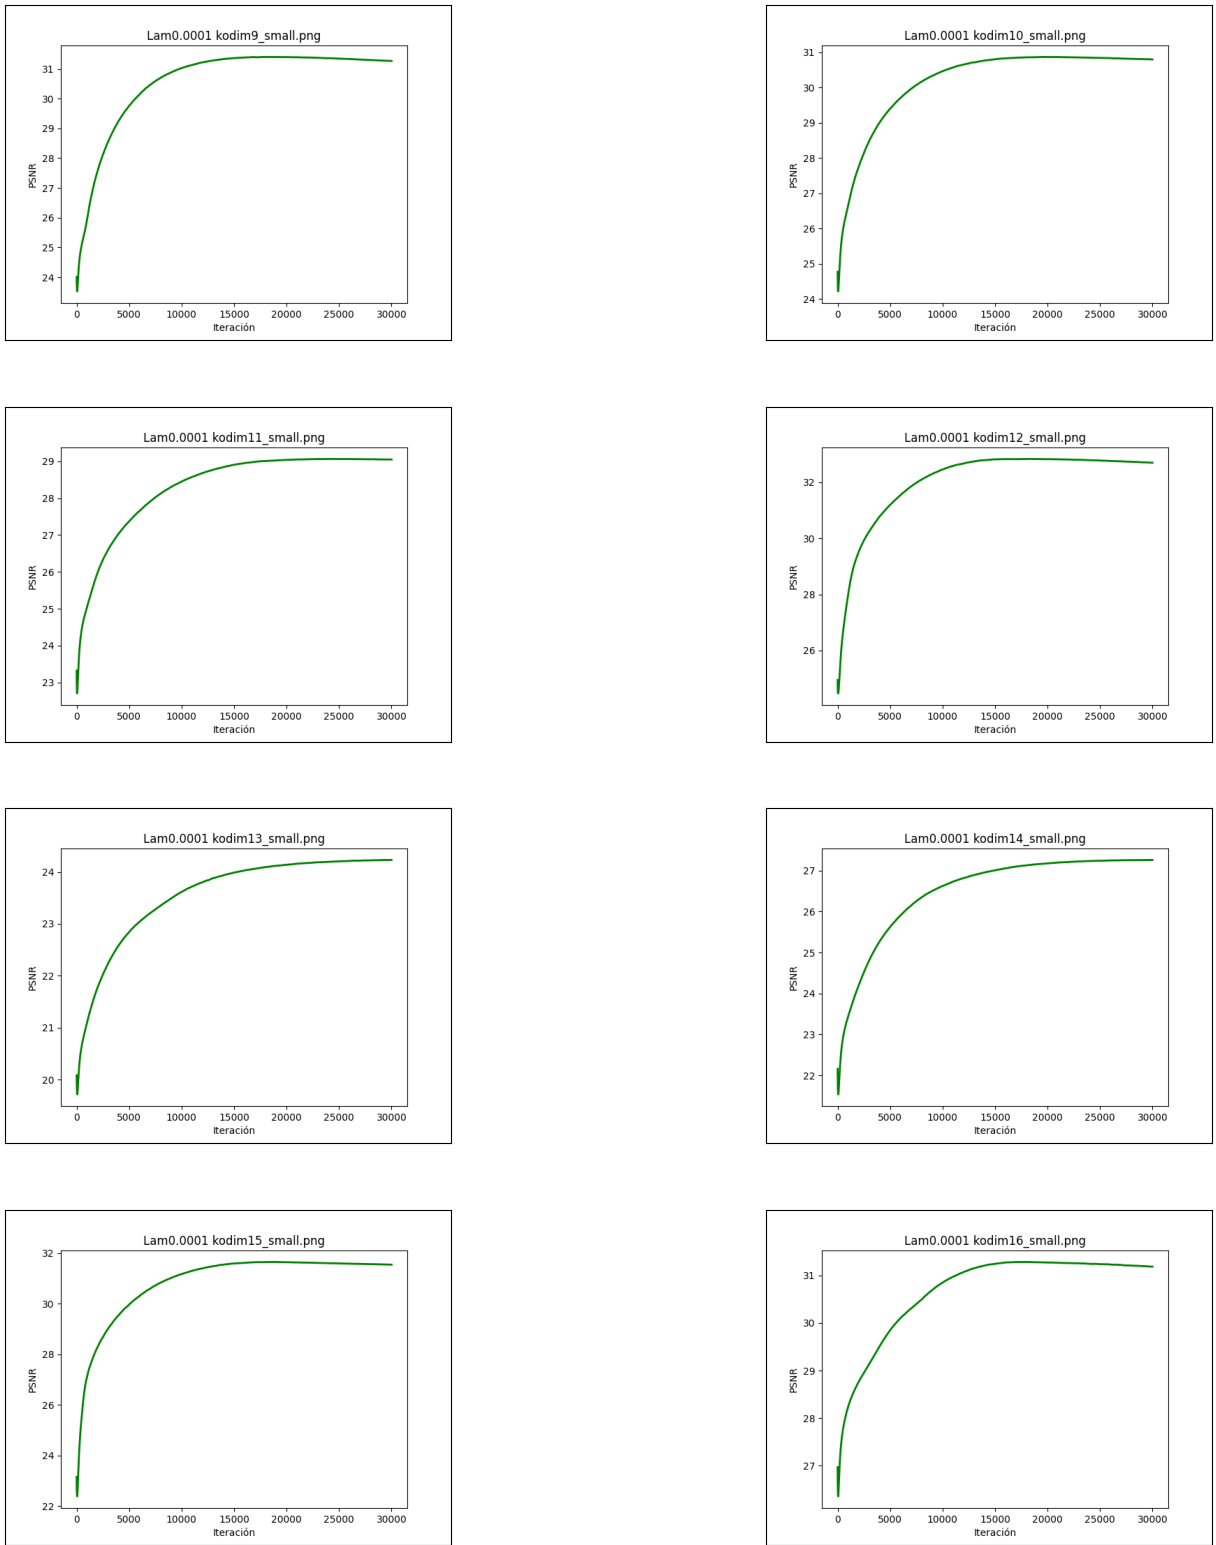 Lam0.0001 kodim9_small.png
31
30
29
28
27
26
25
24
PSNR
0 5000 10000 15000 20000 25000 30000
Iteración
Lam0.0001 kodim10_small.png
31
30
29
28
27
26
25
24
PSNR
0 5000 10000 15000 20000 25000 30000
Iteración
Lam0.0001 kodim11_small.png
29
28
27
26
25
24
23
PSNR
0 5000 10000 15000 20000 25000 30000
Iteración
Lam0.0001 kodim12_small.png
32
30
28
26
PSNR
0 5000 10000 15000 20000 25000 30000
Iteración
Lam0.0001 kodim13_small.png
24
23
22
21
20
PSNR
0 5000 10000 15000 20000 25000 30000
Iteración
Lam0.0001 kodim14_small.png
27
26
25
24
23
22
PSNR
0 5000 10000 15000 20000 25000 30000
Iteración
Lam0.0001 kodim15_small.png
32
30
28
26
24
22
PSNR
0 5000 10000 15000 20000 25000 30000
Iteración
Lam0.0001 kodim16_small.png
31
30
29
28
27
PSNR
0 5000 10000 15000 20000 25000 30000
Iteración